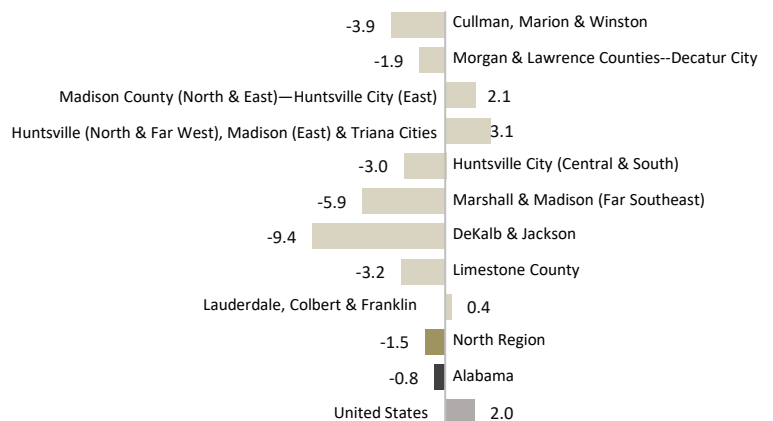 -3.9 Cullman, Marion & Winston
-1.9 Morgan & Lawrence Counties--Decatur City
Madison County (North & East)—Huntsville City (East) 2.1
Huntsville (North & Far West), Madison (East) & Triana Cities 3.1
-3.0 Huntsville City (Central & South)
-5.9 Marshall & Madison (Far Southeast)
-9.4 DeKalb & Jackson
-3.2 Limestone County
Lauderdale, Colbert & Franklin 0.4
-1.5 North Region
-0.8 Alabama
United States 2.0